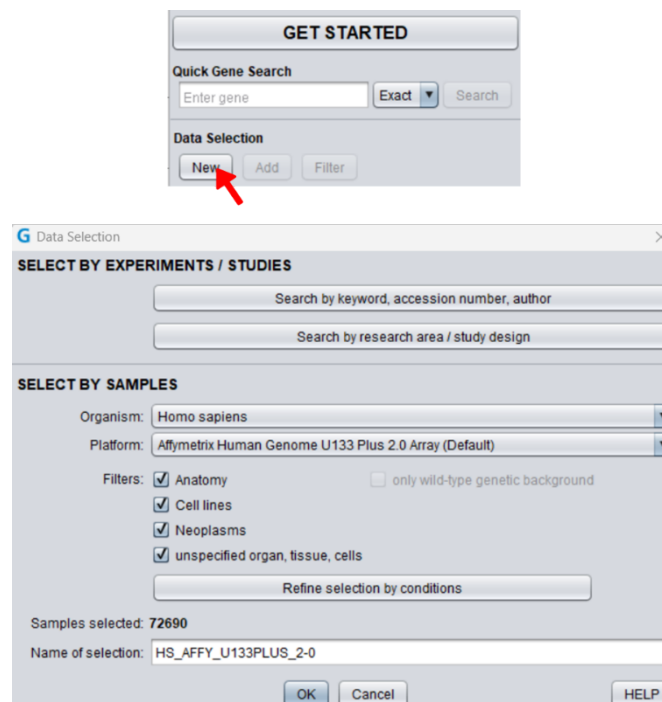 GET STARTED
Quick Gene Search
Enter gene Exact Search
Data Selection
New Add Filter
G Data Selection
SELECT BY EXPERIMENTS / STUDIES
Search by keyword, accession number, author
Search by research area / study design
SELECT BY SAMPLES
Organism: Homo sapiens
Platform: Affymetrix Human Genome U133 Plus 2.0 Array (Default)
Filters: Anatomy only wild-type genetic background
Cell lines
Neoplasms
unspecified organ, tissue, cells
Refine selection by conditions
Samples selected: 72690
Name of selection: HS_AFFY_U133PLUS_2-0
OK Cancel HELP